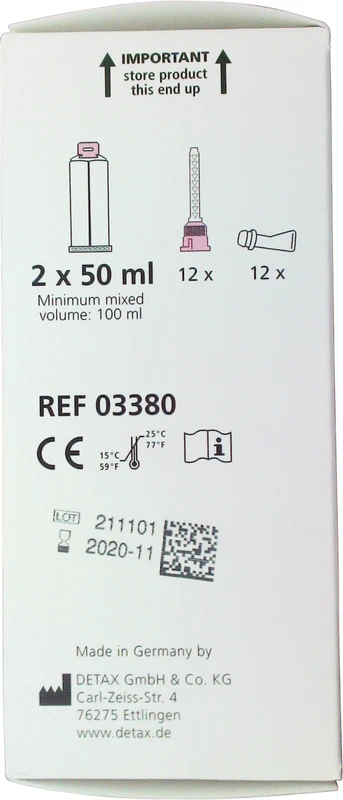 IMPORTANT
store product
this end up
2 x 50 ml
12 x
12 x
Minimum mixed
volume: 100 ml
REF 03380
CE
25°C
77°F
15°C
59°F
i
LOT 211101
2020-11
Made in Germany by
DETAX GmbH & Co. KG
Carl-Zeiss-Str. 4
76275 Ettlingen
www.detax.de